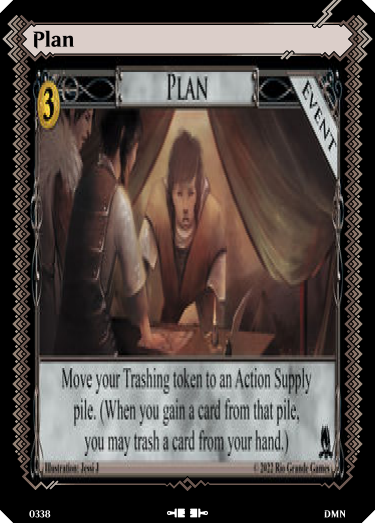 Plan
PLAN
3
EVENT
Move your Trashing token to an Action Supply
pile. (When you gain a card from that pile,
you may trash a card from your hand.)
Illustration: Jessi J
© 2022 Rio Grande Games
0338
DMN